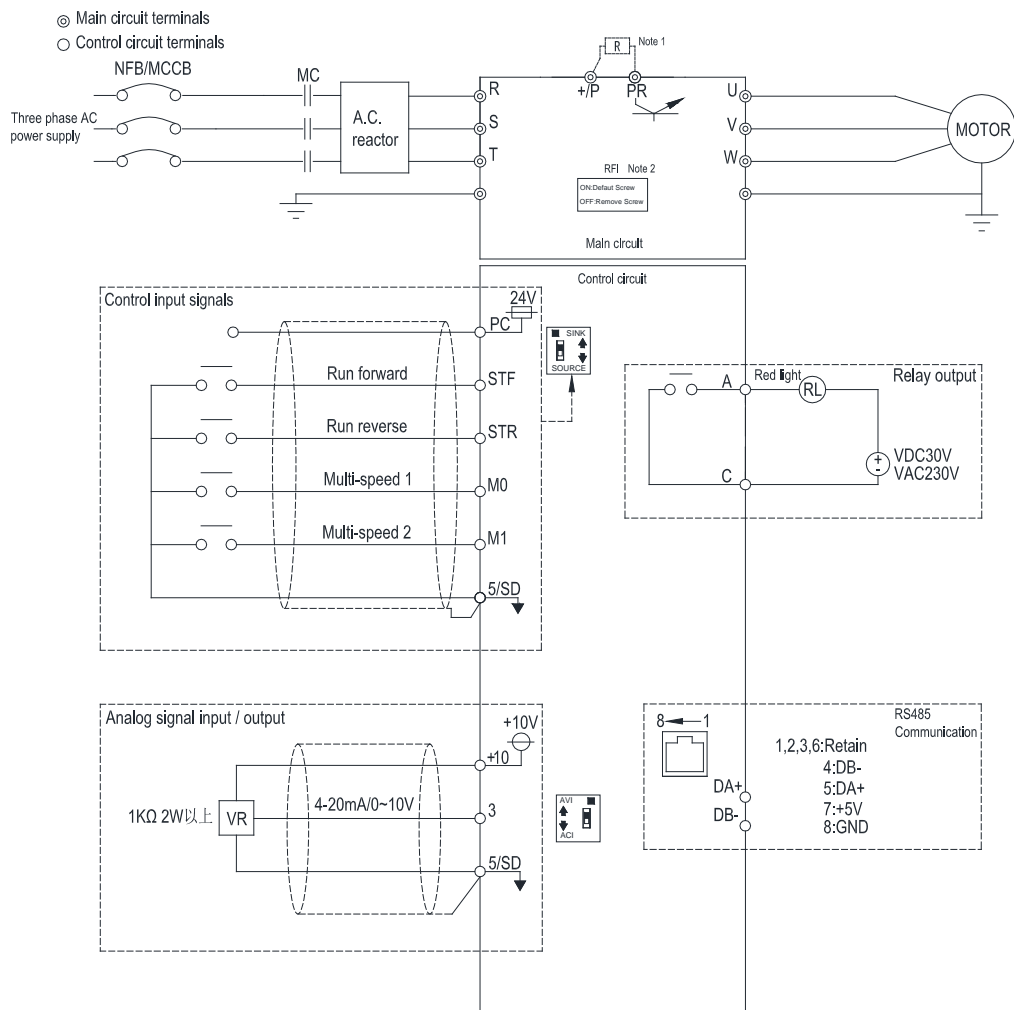 Main circuit terminals
Control circuit terminals
NFB/MCCB
MC
Three phase AC
power supply
A.C.
reactor
R
S
T
R
Note 1
+/P
PR
U
V
W
MOTOR
RFI Note 2
ON:Defaut Screw
OFF:Remove Screw
Main circuit
Control circuit
Control input signals
24V
PC
SINK
SOURCE
Run forward
STF
Run reverse
STR
Multi-speed 1
M0
Multi-speed 2
M1
5/SD
Relay output
A
Red light
RL
C
+
-
VDC30V
VAC230V
Analog signal input / output
+10V
+10
4-20mA/0~10V
3
1KΩ 2W以上
VR
5/SD
AVI
ACI
RS485
Communication
8
1
1,2,3,6:Retain
4:DB-
5:DA+
7:+5V
8:GND
DA+
DB-